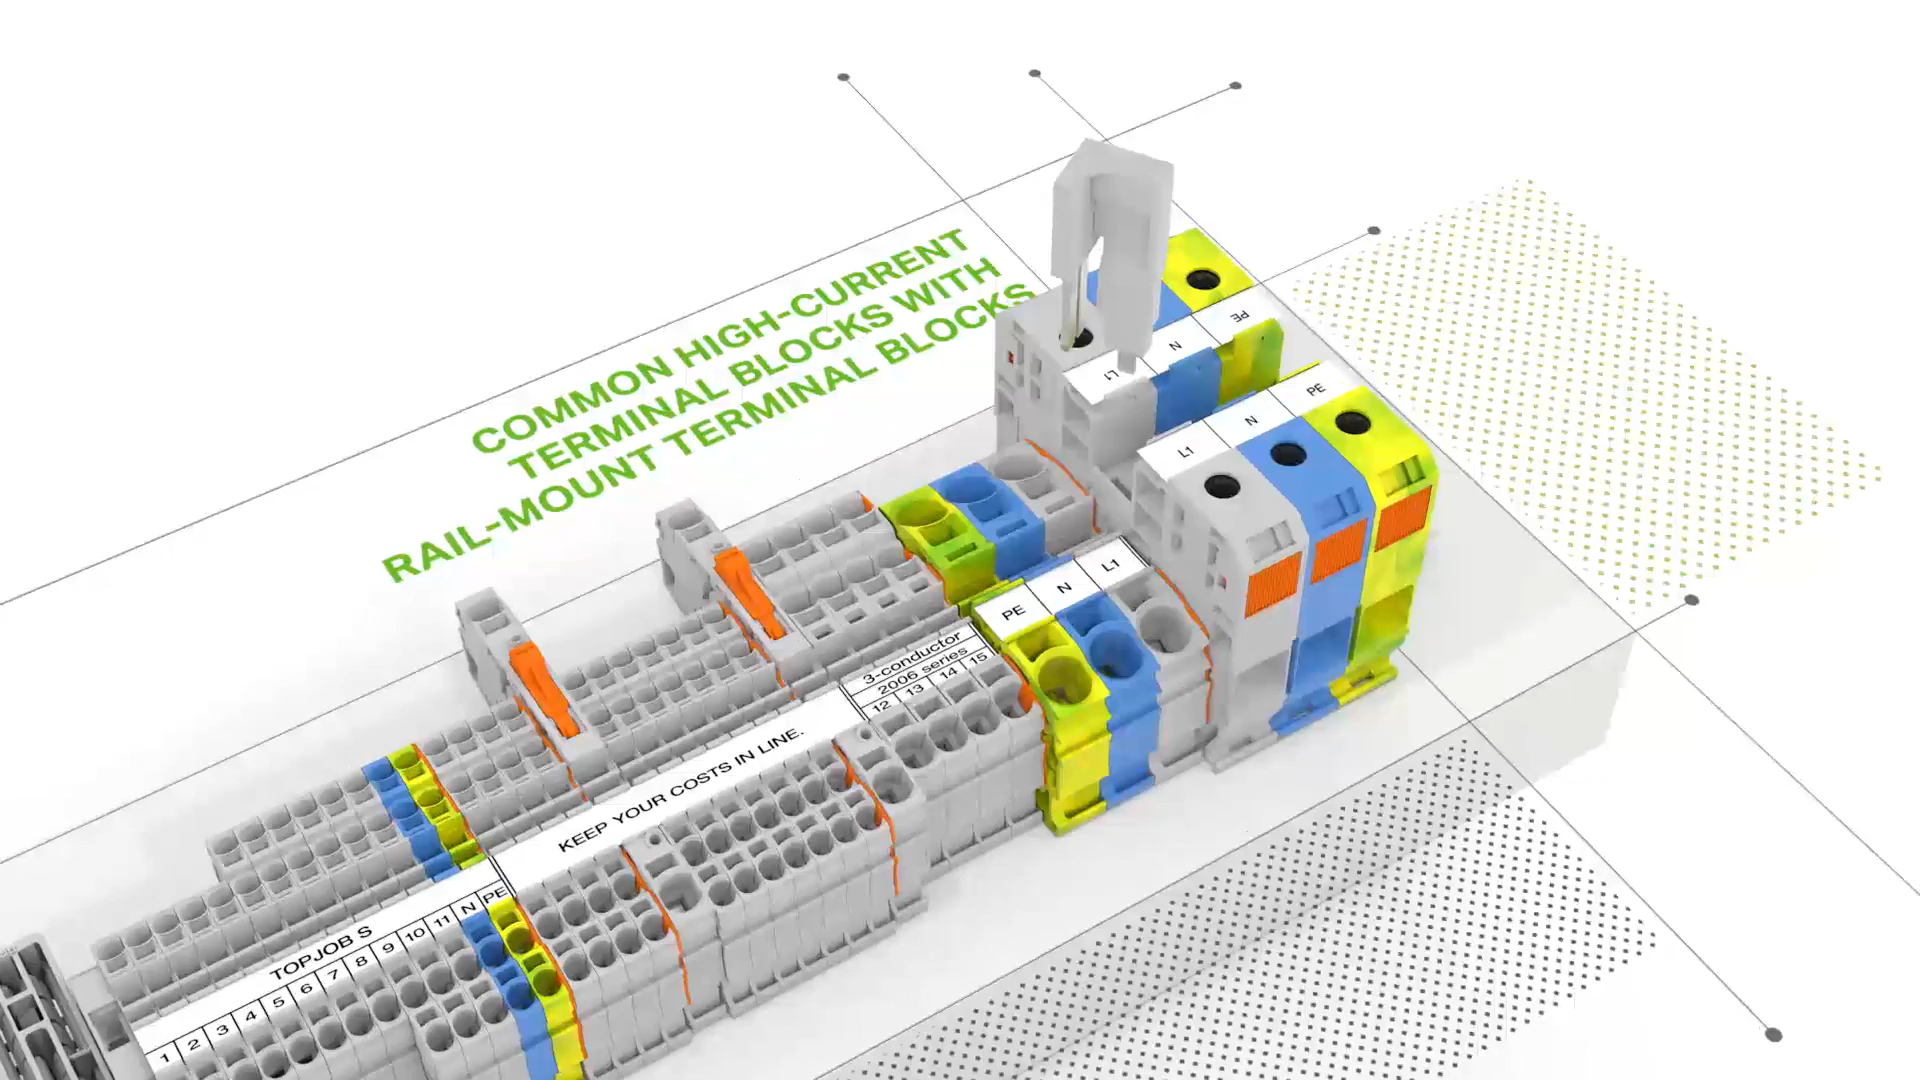 COMMON HIGH-CURRENT
TERMINAL BLOCKS WITH
RAIL-MOUNT TERMINAL BLOCKS
PE
N
L1
L1 N PE
PE N L1
3-conductor
2006 series
12 13 14 15
KEEP YOUR COSTS IN LINE.
TOPJOB S
1 2 3 4 5 6 7 8 9 10 11 N PE